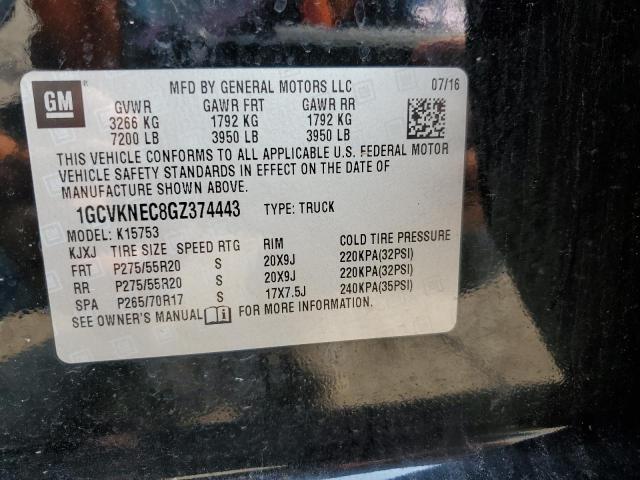 GM
MFD BY GENERAL MOTORS LLC 07/16
GVWR GAWR FRT GAWR RR
3266 KG 1792 KG 1792 KG
7200 LB 3950 LB 3950 LB
THIS VEHICLE CONFORMS TO ALL APPLICABLE U.S. FEDERAL MOTOR
VEHICLE SAFETY STANDARDS IN EFFECT ON THE DATE OF
MANUFACTURE SHOWN ABOVE.
1GCVKNEC8GZ374443 TYPE: TRUCK
MODEL: K15753
KJXJ TIRE SIZE SPEED RTG RIM COLD TIRE PRESSURE
FRT P275/55R20 S 20X9J 220KPA(32PSI)
RR P275/55R20 S 20X9J 220KPA(32PSI)
SPA P265/70R17 S 17X7.5J 240KPA(35PSI)
SEE OWNER'S MANUAL FOR MORE INFORMATION.